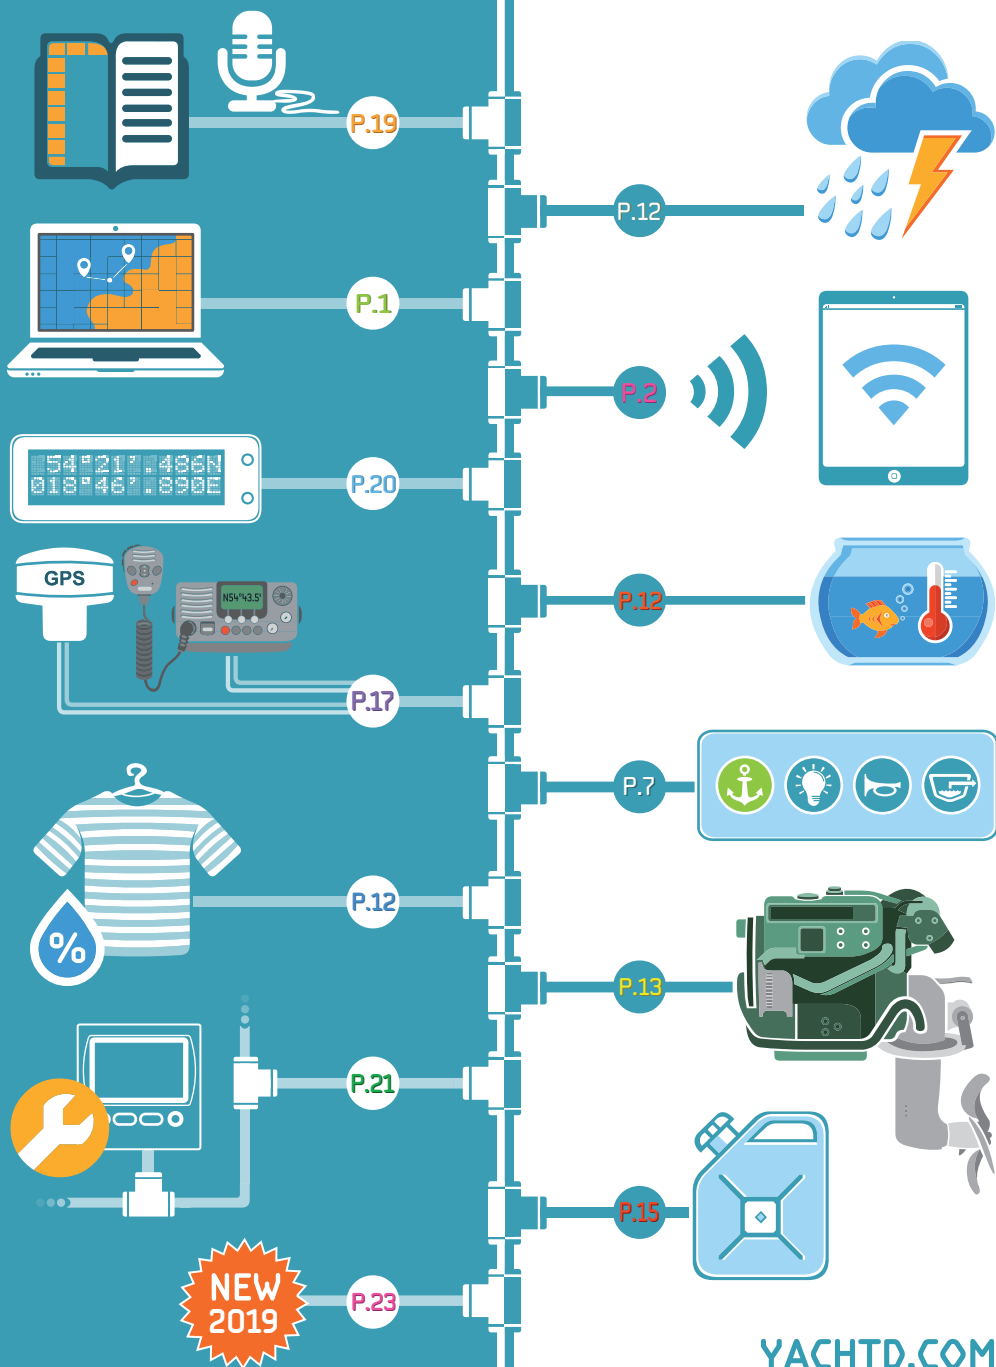 P.19
P.12
P.1
P.2
54°21'.486N
018°46'.890E
P.20
GPS
N54°43.5'
P.12
P.17
P.7
P.12
%
P.13
P.21
P.15
NEW
2019
P.23
YACHTD.COM